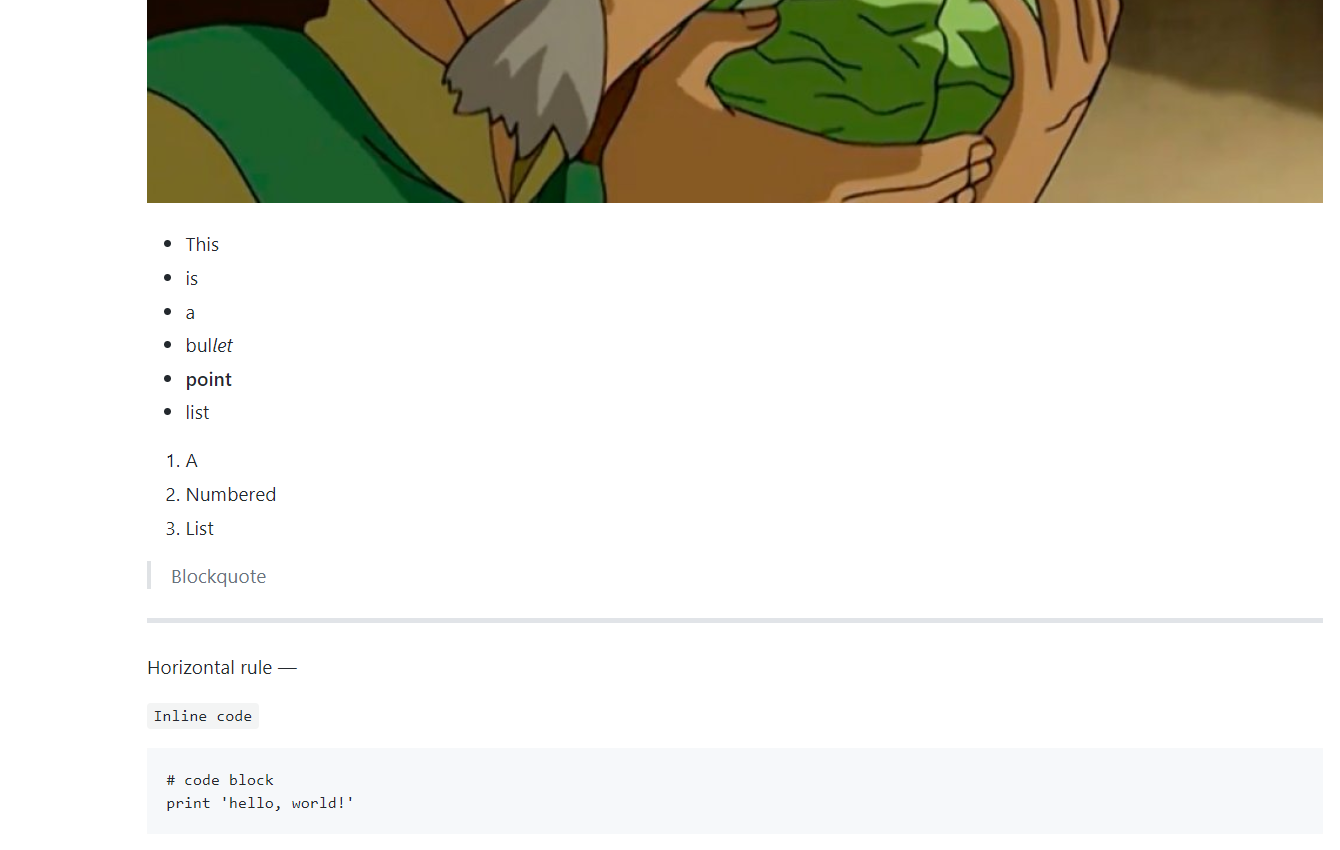 • This
• is
• a
• bullet
• point
• list
1. A
2. Numbered
3. List
Blockquote
Horizontal rule —
Inline code
# code block
print 'hello, world!'